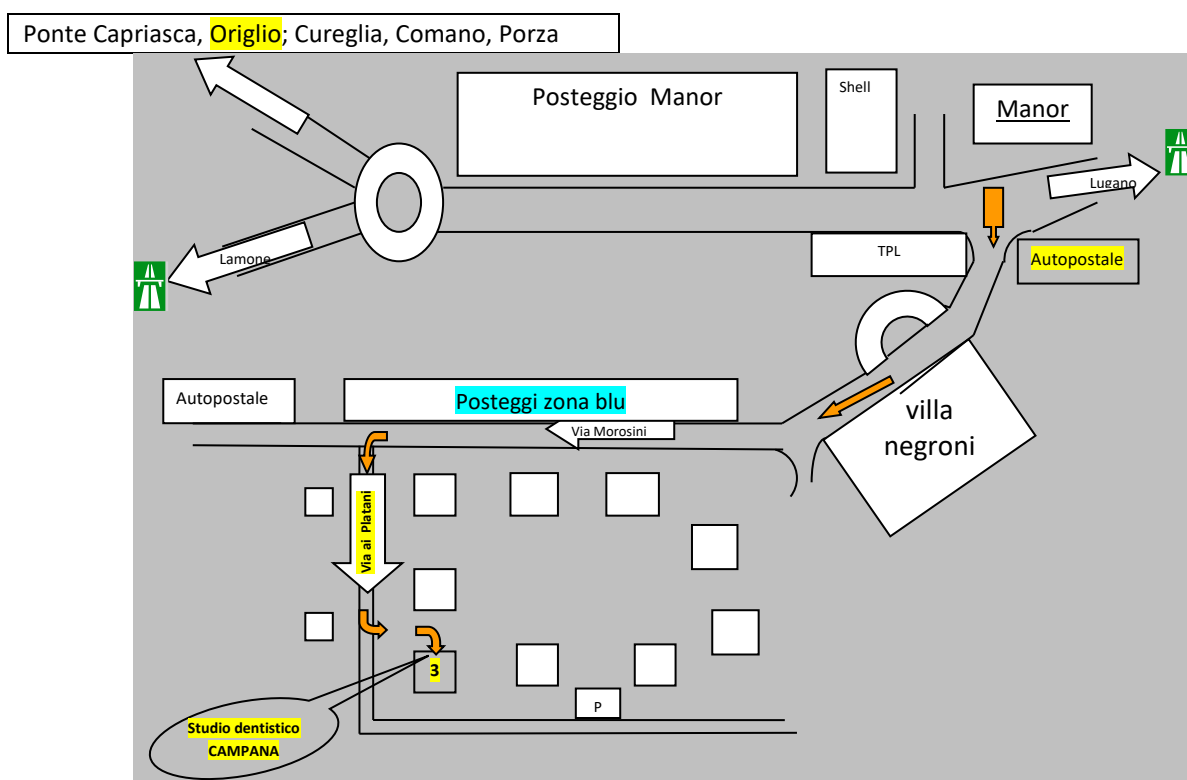 Ponte Capriasca, Origlio; Cureglia, Comano, Porza
Posteggio Manor
Shell
Manor
Lugano
Lamone
TPL
Autopostale
Autopostale
Posteggi zona blu
Via Morosini
villa
negroni
Via ai Platani
3
P
Studio dentistico
CAMPANA